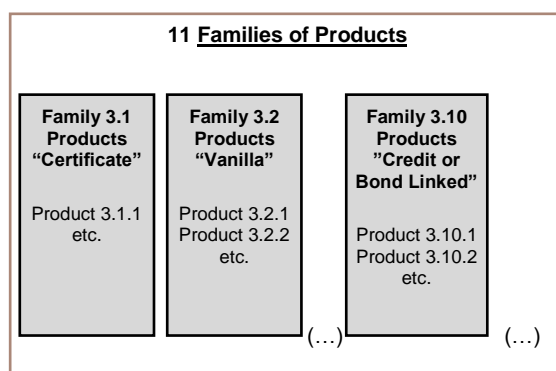 11 Families of Products
Family 3.1
Products
“Certificate”
Product 3.1.1
etc.
Family 3.2
Products
“Vanilla”
Product 3.2.1
Product 3.2.2
etc.
(…)
Family 3.10
Products
”Credit or
Bond Linked”
Product 3.10.1
Product 3.10.2
etc.
(…)